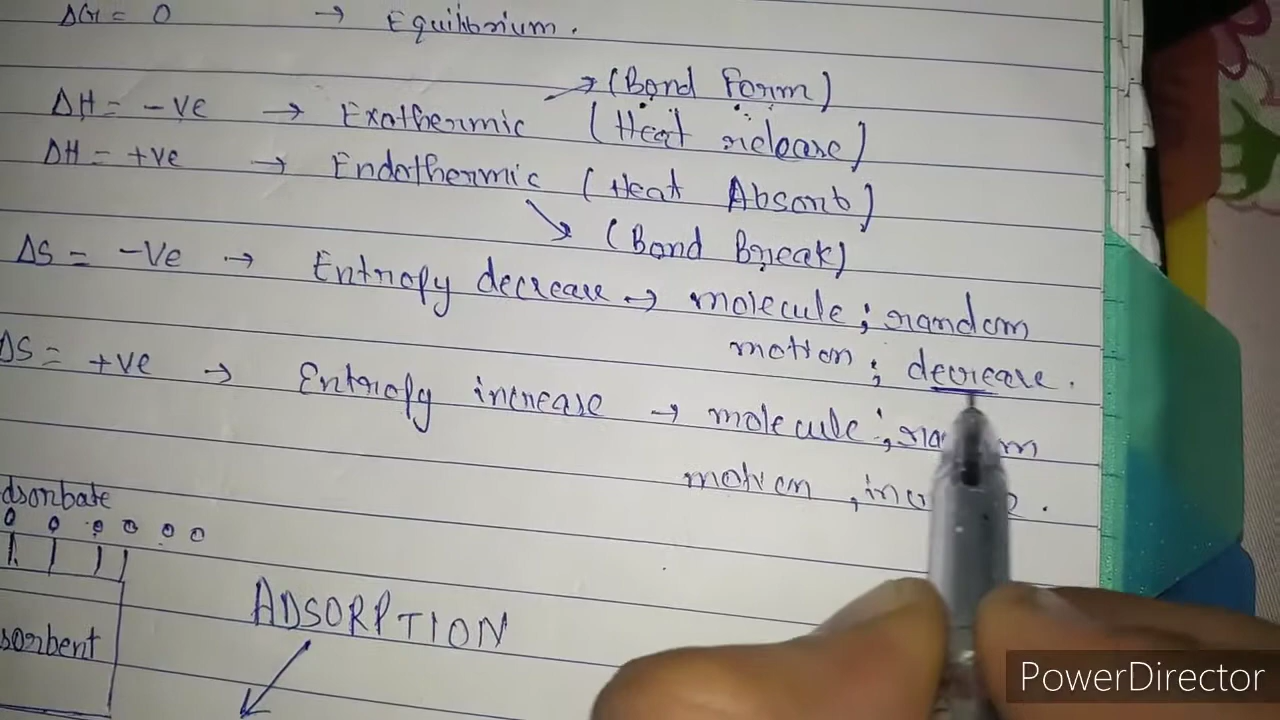 ΔG = 0 → Equilibrium.
→ (Bond Form)
ΔH = -ve → Exothermic (Heat release)
ΔH = +ve → Endothermic (Heat Absorb)
↘ (Bond Break)
ΔS = -Ve → Entropy decrease → molecule; random
motion; decrease.
ΔS = +ve → Entropy increase → molecule;
motion,
dsorbate
ADSORPTION
sorbent
PowerDirector